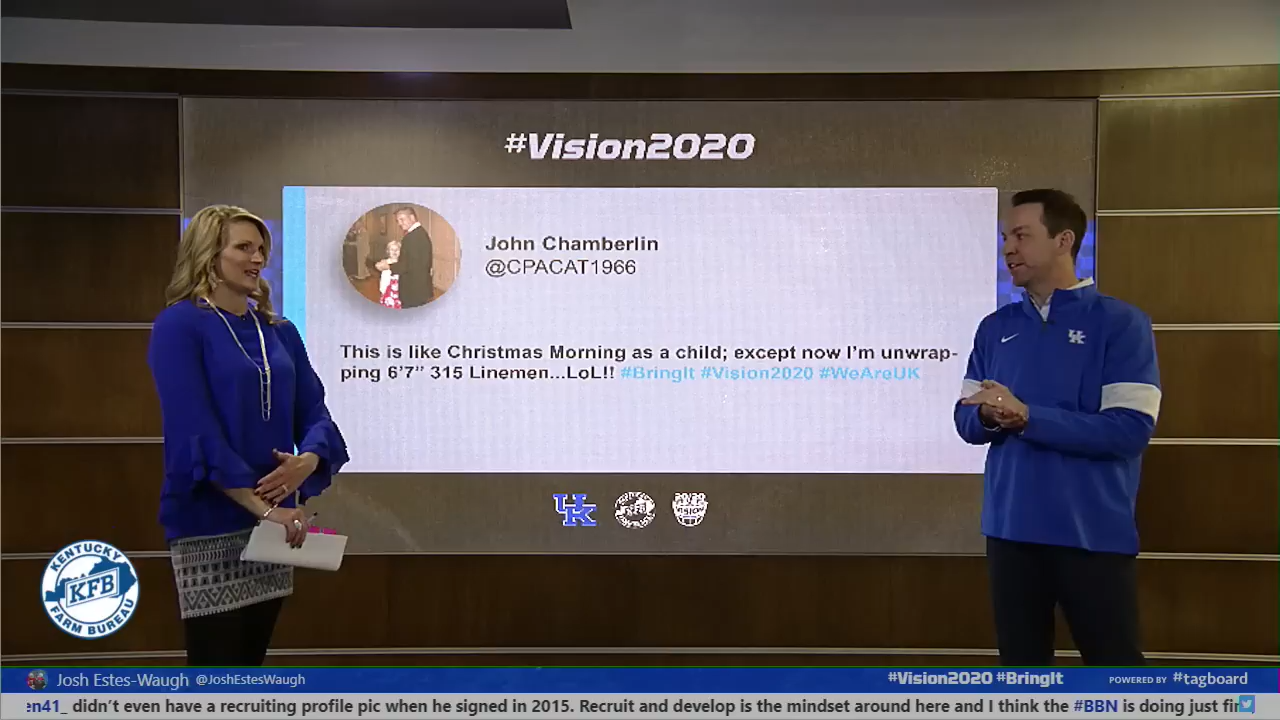 #Vision2020
John Chamberlin
@CPACAT1966
This is like Christmas Morning as a child; except now I'm unwrap-
ping 6'7" 315 Linemen...LoL!! #BringIt #Vision2020 #WeAreUK
UK
UK
KENTUCKY
KFB
FARM BUREAU
Josh Estes-Waugh @JoshEstesWaugh
#Vision2020 #BringIt POWERED BY #tagboard
en41_ didn't even have a recruiting profile pic when he signed in 2015. Recruit and develop is the mindset around here and I think the #BBN is doing just fi